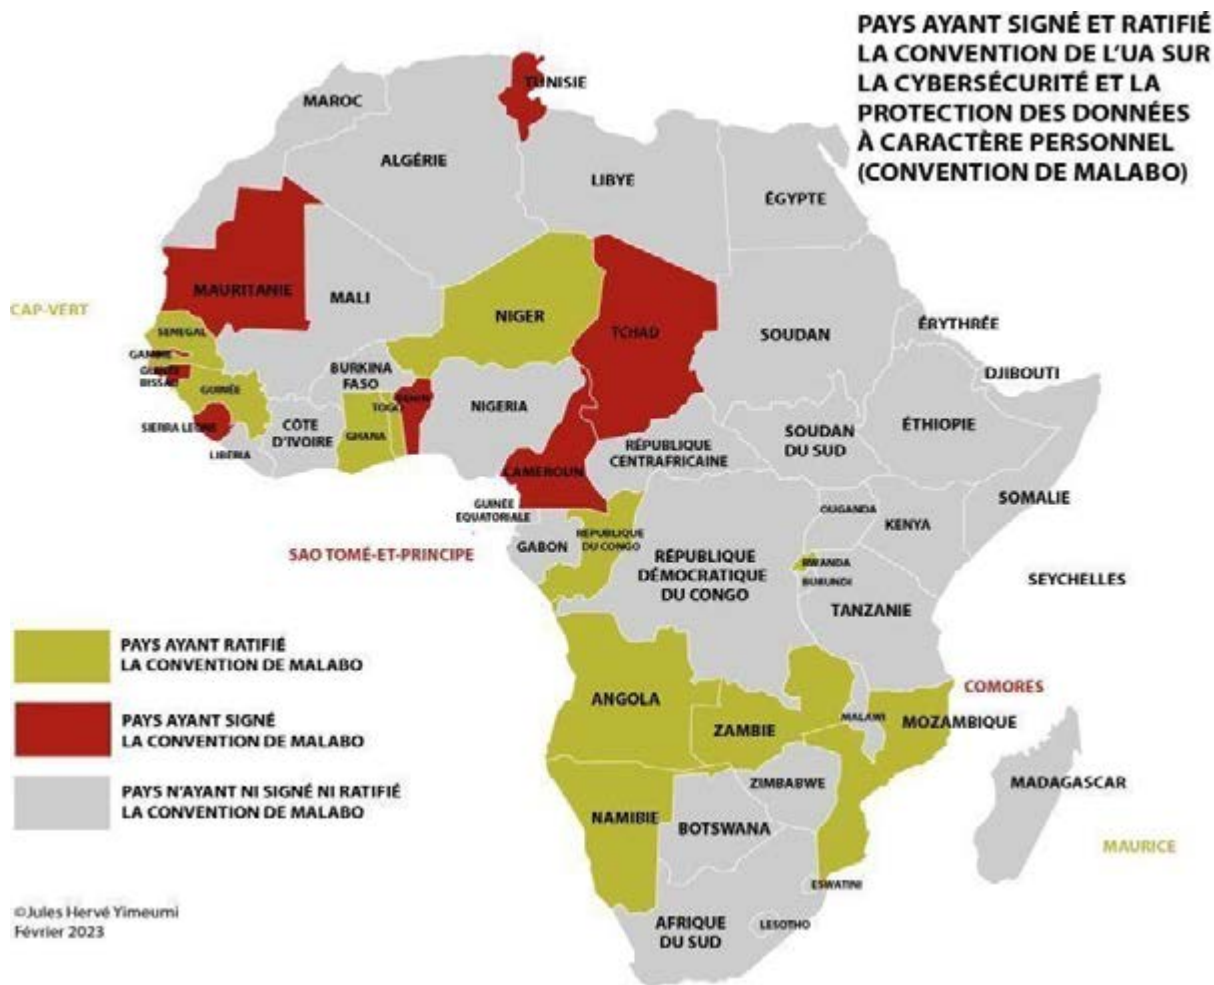 PAYS AYANT SIGNÉ ET RATIFIÉ
LA CONVENTION DE L'UA SUR
LA CYBERSÉCURITÉ ET LA
PROTECTION DES DONNÉES
À CARACTÈRE PERSONNEL
(CONVENTION DE MALABO)
TUNISIE
MAROC
ALGÉRIE
LIBYE
ÉGYPTE
MAURITANIE
MALI
CAP-VERT
NIGER
TCHAD
SOUDAN
ÉRYTHRÉE
SENEGAL
GAMBIE
GUINÉE
BISSAU
GUINÉE
BURKINA
FASO
DJIBOUTI
BENIN
TOGO
NIGERIA
GHANA
CÔTE
D'IVOIRE
SIERRA LEONE
LIBERIA
RÉPUBLIQUE
CENTRAFRICAINE
SOUDAN
DU SUD
ÉTHIOPIE
CAMEROUN
SOMALIE
GUINÉE
ÉQUATORIALE
OUGANDA
KENYA
SAO TOMÉ-ET-PRINCIPE
GABON
RÉPUBLIQUE
DU CONGO
RÉPUBLIQUE
DÉMOCRATIQUE
DU CONGO
RWANDA
BURUNDI
SEYCHELLES
TANZANIE
PAYS AYANT RATIFIÉ
LA CONVENTION DE MALABO
PAYS AYANT SIGNÉ
LA CONVENTION DE MALABO
PAYS N'AYANT NI SIGNÉ NI RATIFIÉ
LA CONVENTION DE MALABO
ANGOLA
ZAMBIE
MALAWI
COMORES
MOZAMBIQUE
ZIMBABWE
MADAGASCAR
NAMIBIE
BOTSWANA
MAURICE
ESWATINI
AFRIQUE
DU SUD
LESOTHO
©Jules Hervé Yimeumi
Février 2023